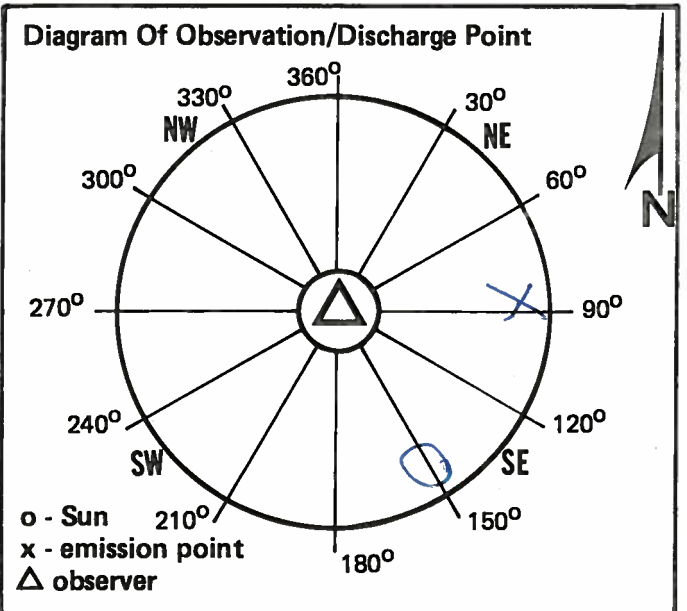 Diagram Of Observation/Discharge Point
360°
330°
30°
NW
NE
300°
60°
N
270°
90°
240°
120°
SW
SE
o - Sun
210°
150°
x - emission point
180°
△ observer